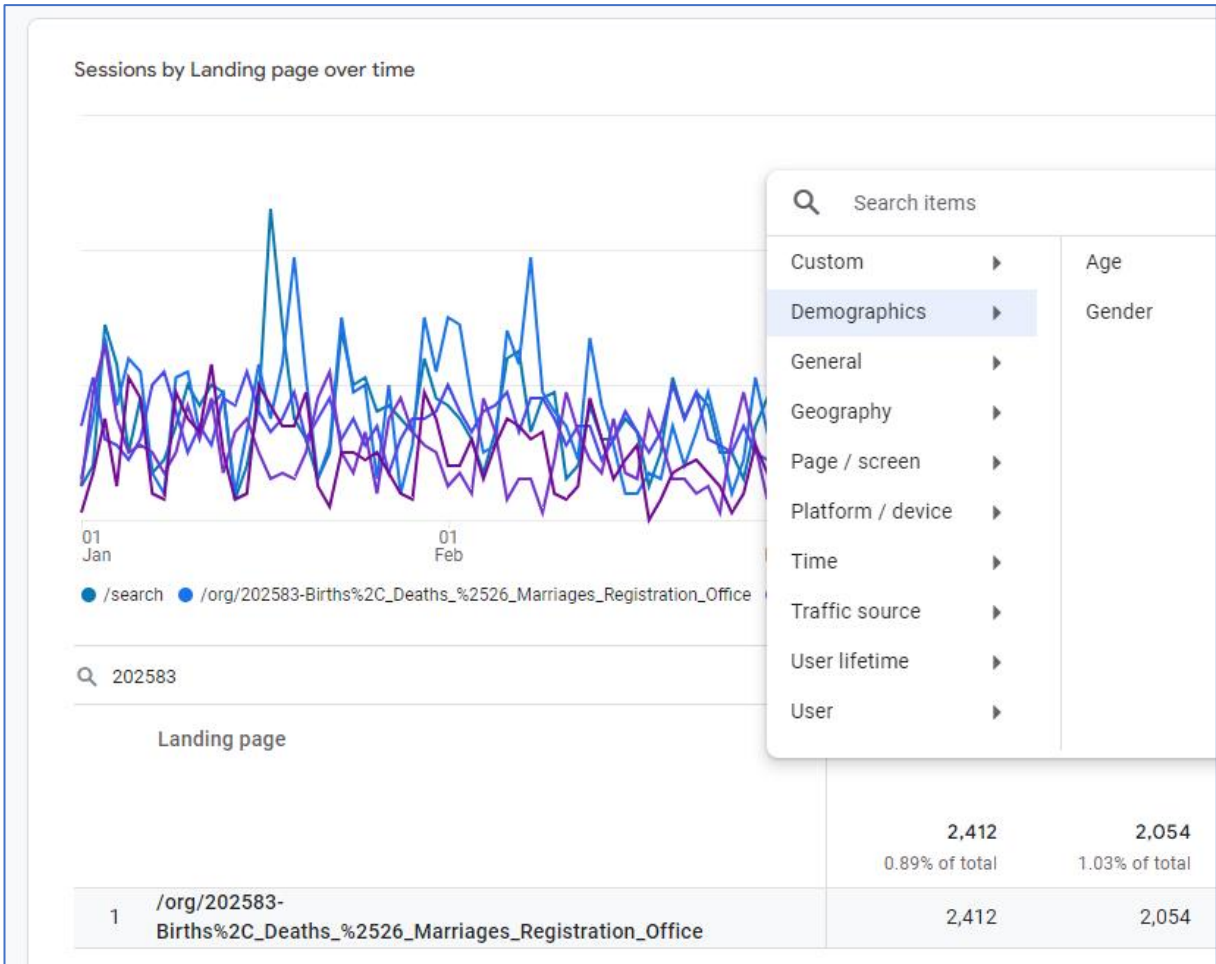 Sessions by Landing page over time
Search items
Custom
Age
Demographics
Gender
General
Geography
Page / screen
Platform / device
Time
Traffic source
User lifetime
User
01
Jan
01
Feb
/search
/org/202583-Births%2C_Deaths_%2526_Marriages_Registration_Office
202583
Landing page
2,412
2,054
0.89% of total
1.03% of total
1
/org/202583-
Births%2C_Deaths_%2526_Marriages_Registration_Office
2,412
2,054